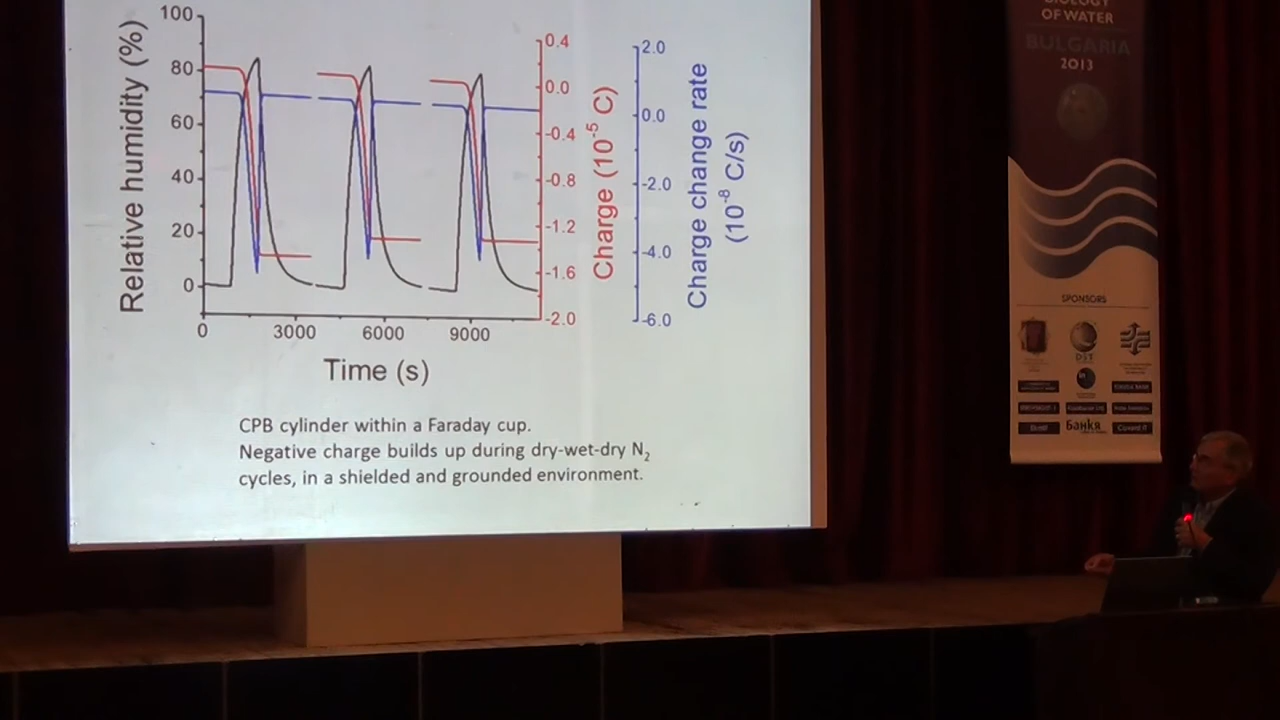 100
80
60
40
20
0
Relative humidity (%)
0
3000
6000
9000
Time (s)
0.4
0.0
-0.4
-0.8
-1.2
-1.6
-2.0
Charge (10⁻⁵ C)
2.0
0.0
-2.0
-4.0
-6.0
Charge change rate
(10⁻⁸ C/s)
CPB cylinder within a Faraday cup.
Negative charge builds up during dry-wet-dry N₂
cycles, in a shielded and grounded environment.
OF WATER
BULGARIA
2013
SPONSORS
DST
Банкя